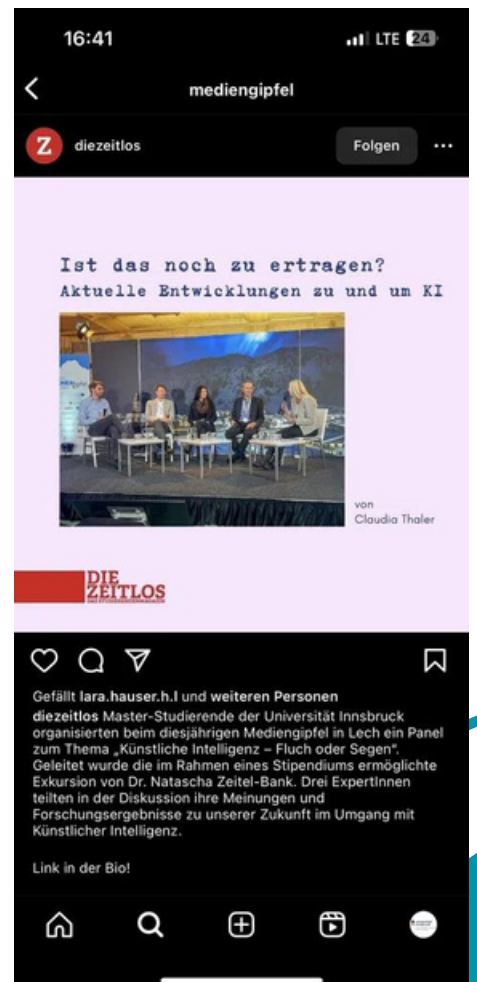 16:41
LTE 24
mediengipfel
Z diezeitlos
Folgen
Ist das noch zu ertragen?
Aktuelle Entwicklungen zu und um KI
von
Claudia Thaler
DIE
ZEITLOS
Gefällt lara.hauser.h.l und weiteren Personen
diezeitlos Master-Studierende der Universität Innsbruck
organisierten beim diesjährigen Mediengipfel in Lech ein Panel
zum Thema „Künstliche Intelligenz – Fluch oder Segen“.
Geleitet wurde die im Rahmen eines Stipendiums ermöglichte
Exkursion von Dr. Natascha Zeitel-Bank. Drei ExpertInnen
teilten in der Diskussion ihre Meinungen und
Forschungsergebnisse zu unserer Zukunft im Umgang mit
Künstlicher Intelligenz.
Link in der Bio!